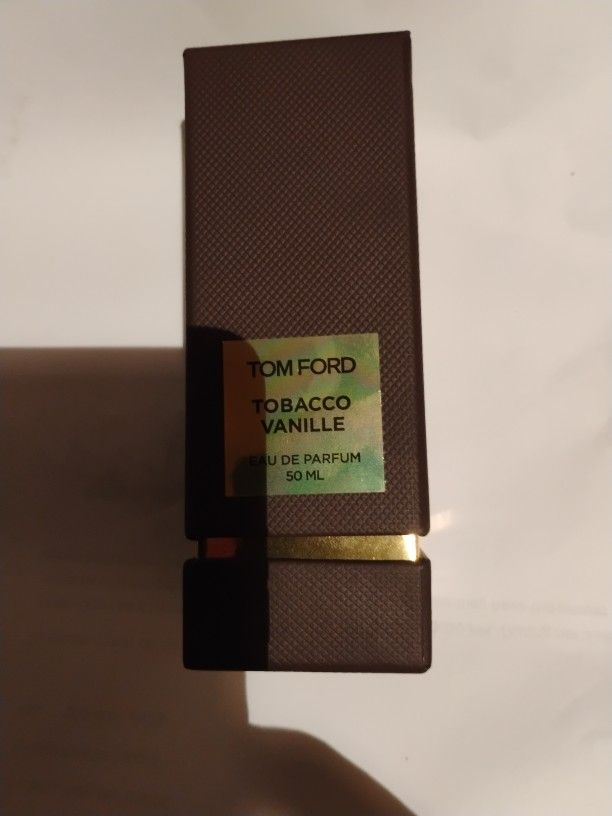 TOM FORD
TOBACCO
VANILLE
EAU DE PARFUM
50 ML